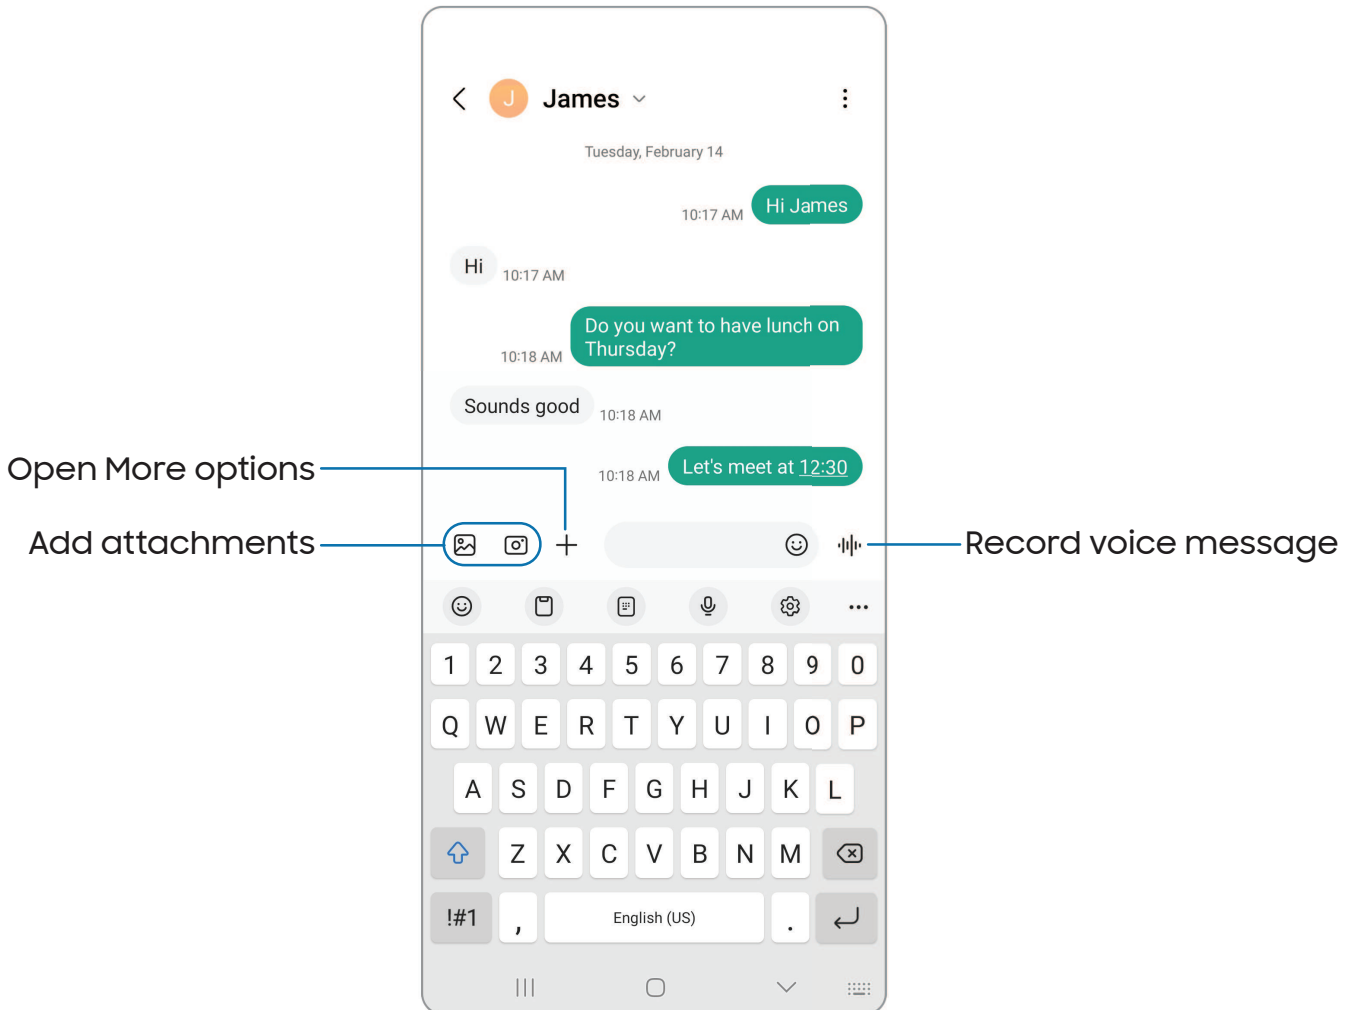 J James
Tuesday, February 14
10:17 AM Hi James
Hi 10:17 AM
Do you want to have lunch on
10:18 AM Thursday?
Sounds good 10:18 AM
Open More options
10:18 AM Let's meet at 12:30
Add attachments
Record voice message
1 2 3 4 5 6 7 8 9 0
Q W E R T Y U I O P
A S D F G H J K L
Z X C V B N M
!#1 , English (US) .